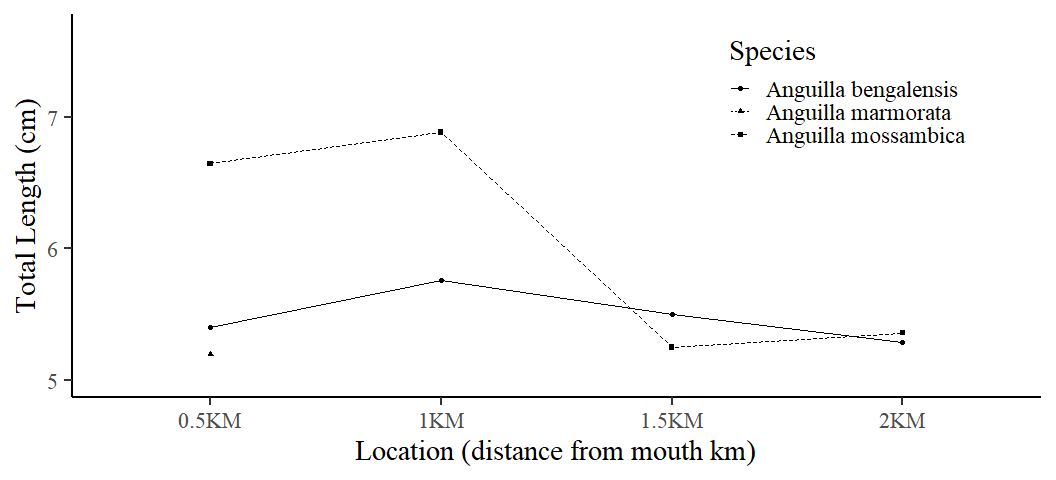 Species
Anguilla bengalensis
Anguilla marmorata
Anguilla mossambica
Total Length (cm)
7
6
5
0.5KM 1KM 1.5KM 2KM
Location (distance from mouth km)